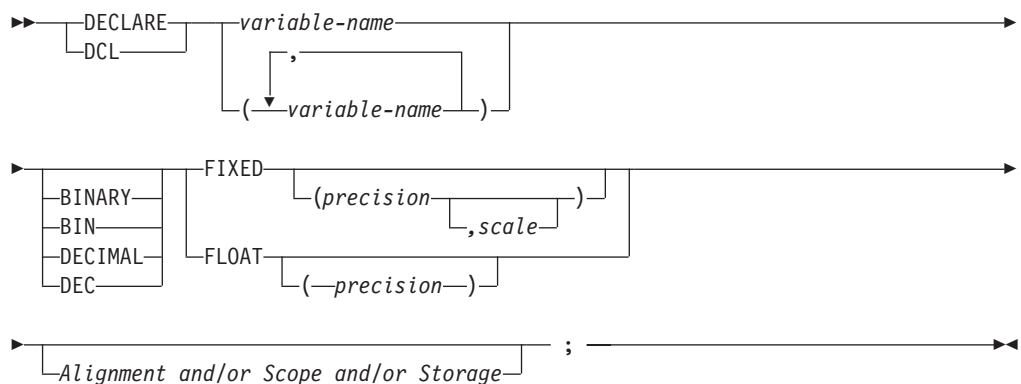 DECLARE variable-name
DCL ,
( variable-name )
FIXED
BINARY (precision )
BIN ,scale
DECIMAL FLOAT
DEC ( precision )
;
Alignment and/or Scope and/or Storage